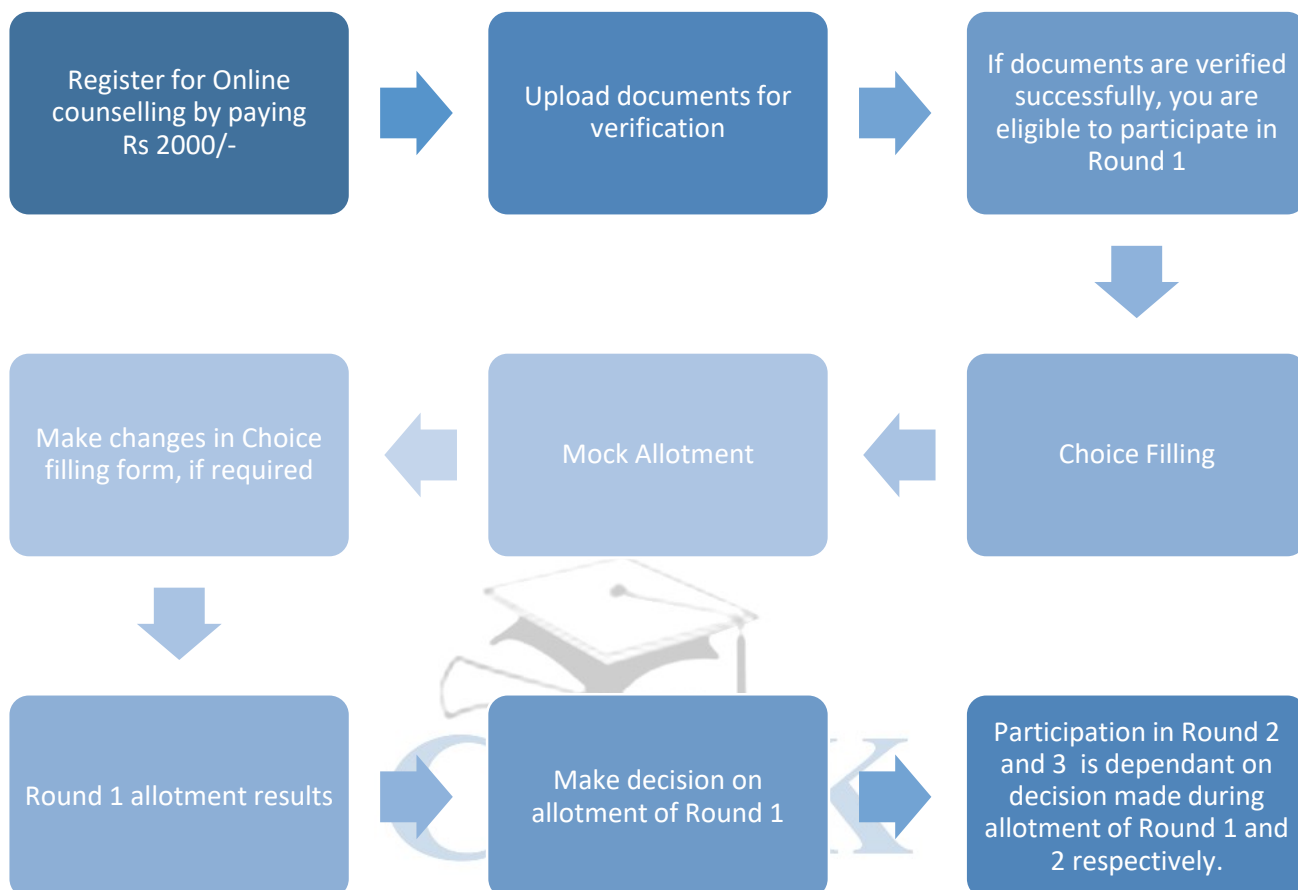 Register for Online
counselling by paying
Rs 2000/-
Upload documents for
verification
If documents are verified
successfully, you are
eligible to participate in
Round 1
Choice Filling
Mock Allotment
Make changes in Choice
filling form, if required
Round 1 allotment results
Make decision on
allotment of Round 1
Participation in Round 2
and 3 is dependant on
decision made during
allotment of Round 1 and
2 respectively.